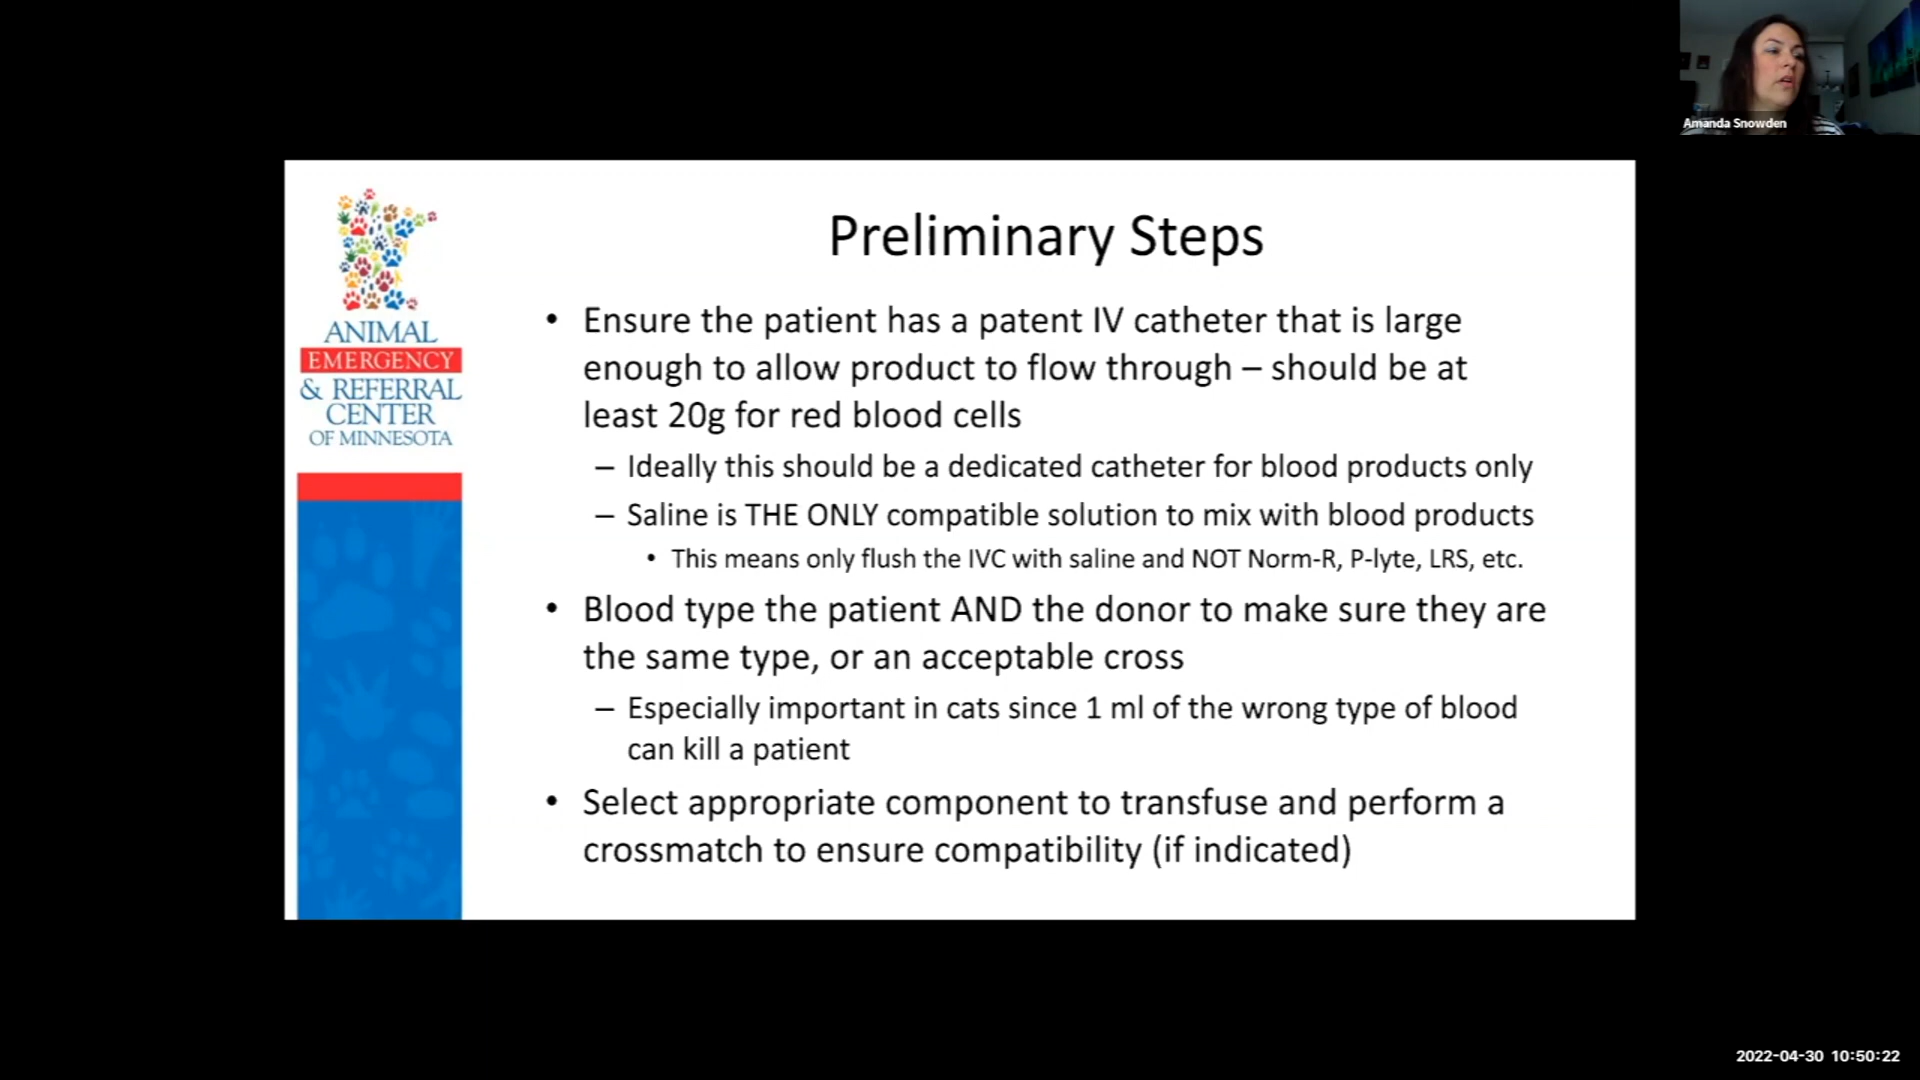 Amanda Snowden
ANIMAL
EMERGENCY
& REFERRAL
CENTER
OF MINNESOTA
Preliminary Steps
• Ensure the patient has a patent IV catheter that is large
enough to allow product to flow through – should be at
least 20g for red blood cells
– Ideally this should be a dedicated catheter for blood products only
– Saline is THE ONLY compatible solution to mix with blood products
• This means only flush the IVC with saline and NOT Norm-R, P-lyte, LRS, etc.
• Blood type the patient AND the donor to make sure they are
the same type, or an acceptable cross
– Especially important in cats since 1 ml of the wrong type of blood
can kill a patient
• Select appropriate component to transfuse and perform a
crossmatch to ensure compatibility (if indicated)
2022-04-30 10:50:22